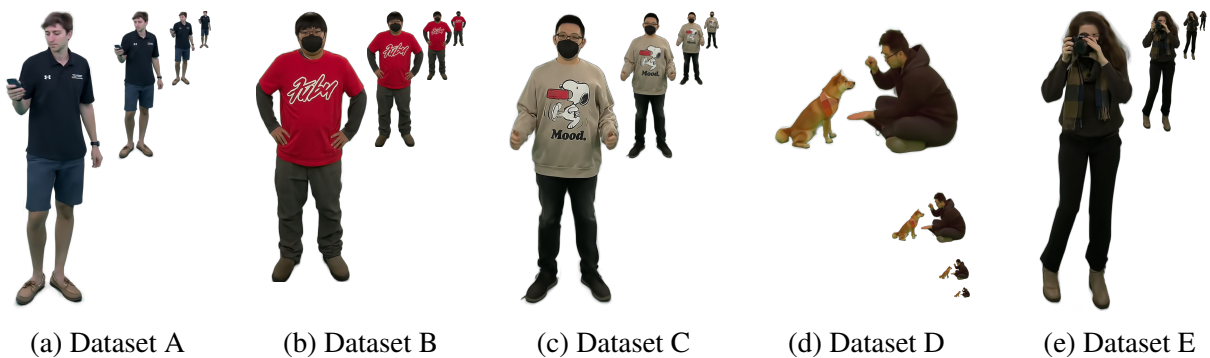 Mood.
(a) Dataset A
(b) Dataset B
(c) Dataset C
(d) Dataset D
(e) Dataset E